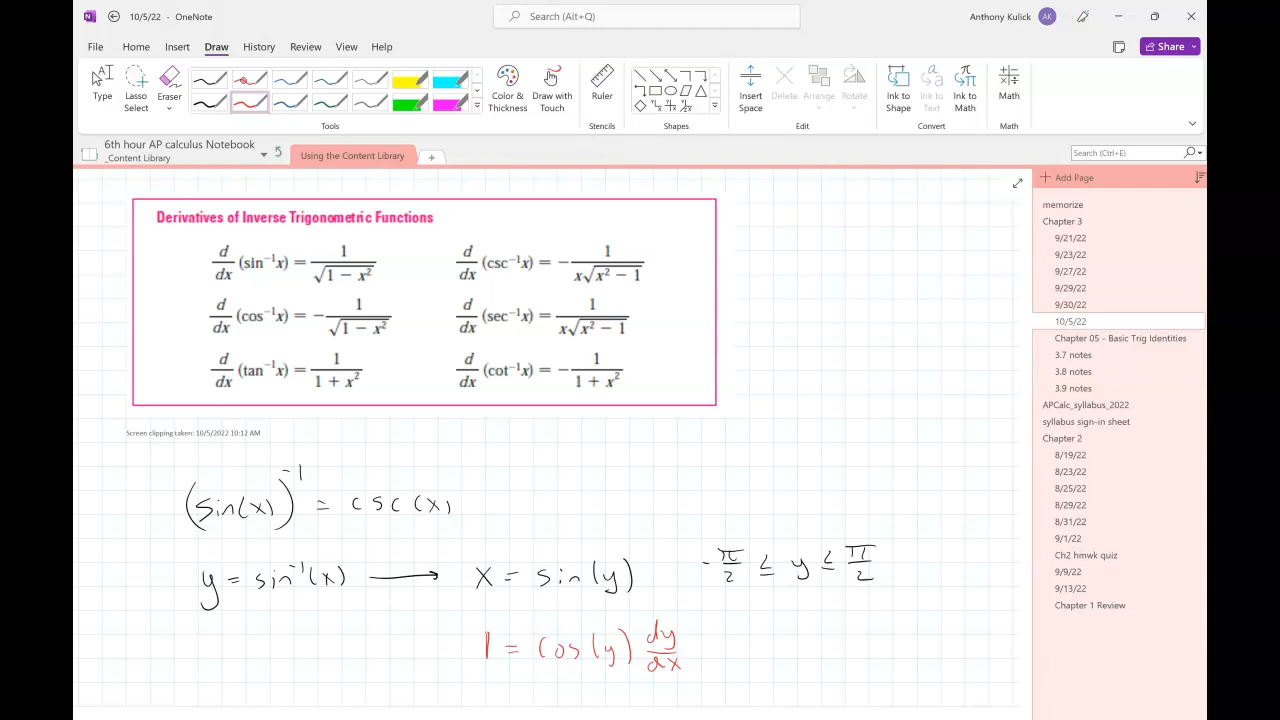 10/5/22 - OneNote
Search (Alt+Q)
Anthony Kulick AK
File Home Insert Draw History Review View Help Share
Type Lasso Select Eraser Color & Thickness Draw with Touch Ruler Insert Space Delete Arrange Rotate Ink to Shape Ink to Text Ink to Math Math
Tools Stencils Shapes Edit Convert Math
6th hour AP calculus Notebook
_Content Library
Using the Content Library
Search (Ctrl+E)
Derivatives of Inverse Trigonometric Functions
d/dx (sin⁻¹x) = 1/√(1 − x²)
d/dx (csc⁻¹x) = − 1/(x√(x² − 1))
d/dx (cos⁻¹x) = − 1/√(1 − x²)
d/dx (sec⁻¹x) = 1/(x√(x² − 1))
d/dx (tan⁻¹x) = 1/(1 + x²)
d/dx (cot⁻¹x) = − 1/(1 + x²)
Screen clipping taken: 10/5/2022 10:12 AM
(sin(x))⁻¹ = csc(x)
y = sin⁻¹(x) → x = sin(y) -π/2 ≤ y ≤ π/2
1 = cos(y) dy/dx
Add Page
memorize
Chapter 3
9/21/22
9/23/22
9/27/22
9/29/22
9/30/22
10/5/22
Chapter 05 - Basic Trig Identities
3.7 notes
3.8 notes
3.9 notes
APCalc_syllabus_2022
syllabus sign-in sheet
Chapter 2
8/19/22
8/23/22
8/25/22
8/29/22
8/31/22
9/1/22
Ch2 hmwk quiz
9/9/22
9/13/22
Chapter 1 Review